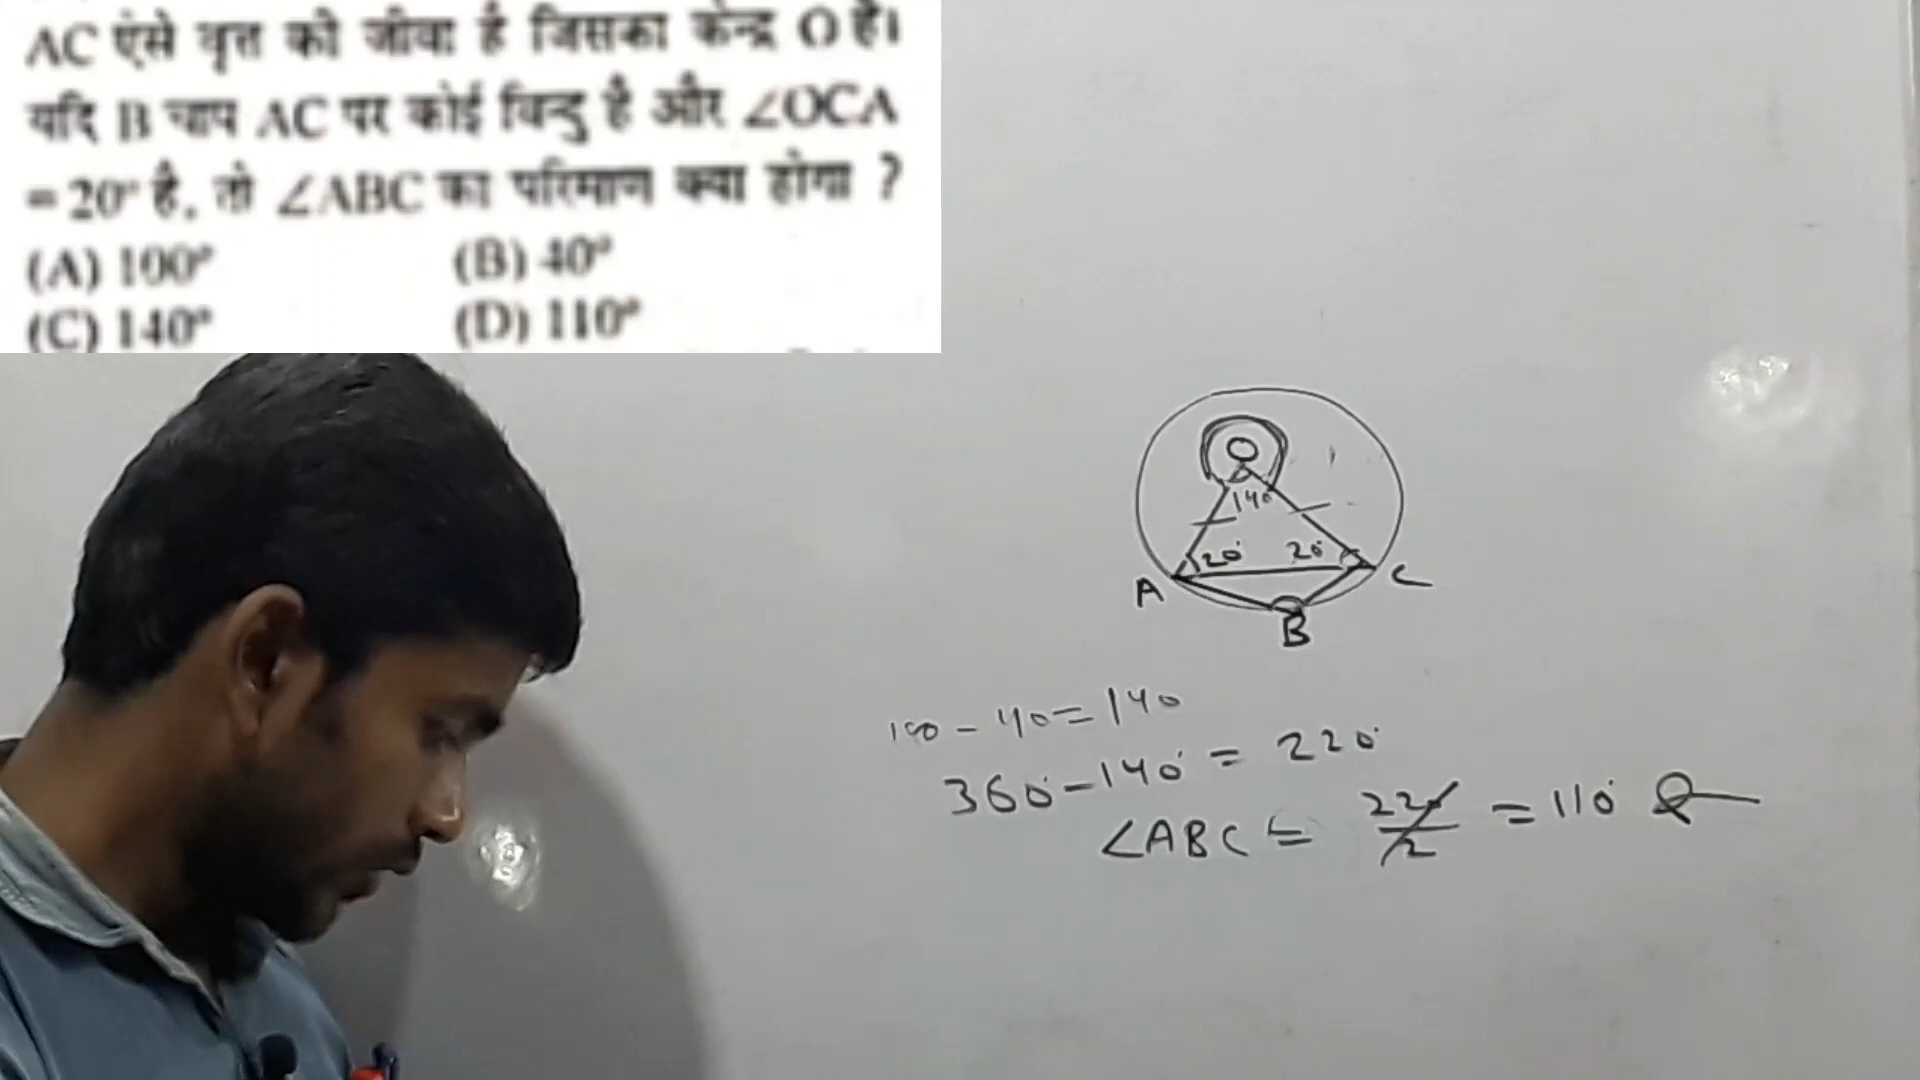 AC ऐसे वृत्त की जीवा है जिसका केन्द्र O है।
यदि B चाप AC पर कोई बिन्दु है और ∠OCA
= 20° है, तो ∠ABC का परिमाण क्या होगा ?
(A) 100° (B) 40°
(C) 140° (D) 110°
O
140
20° 20°
A C
B
180 - 40 = 140
360° - 140° = 220°
∠ABC = 220/2 = 110°